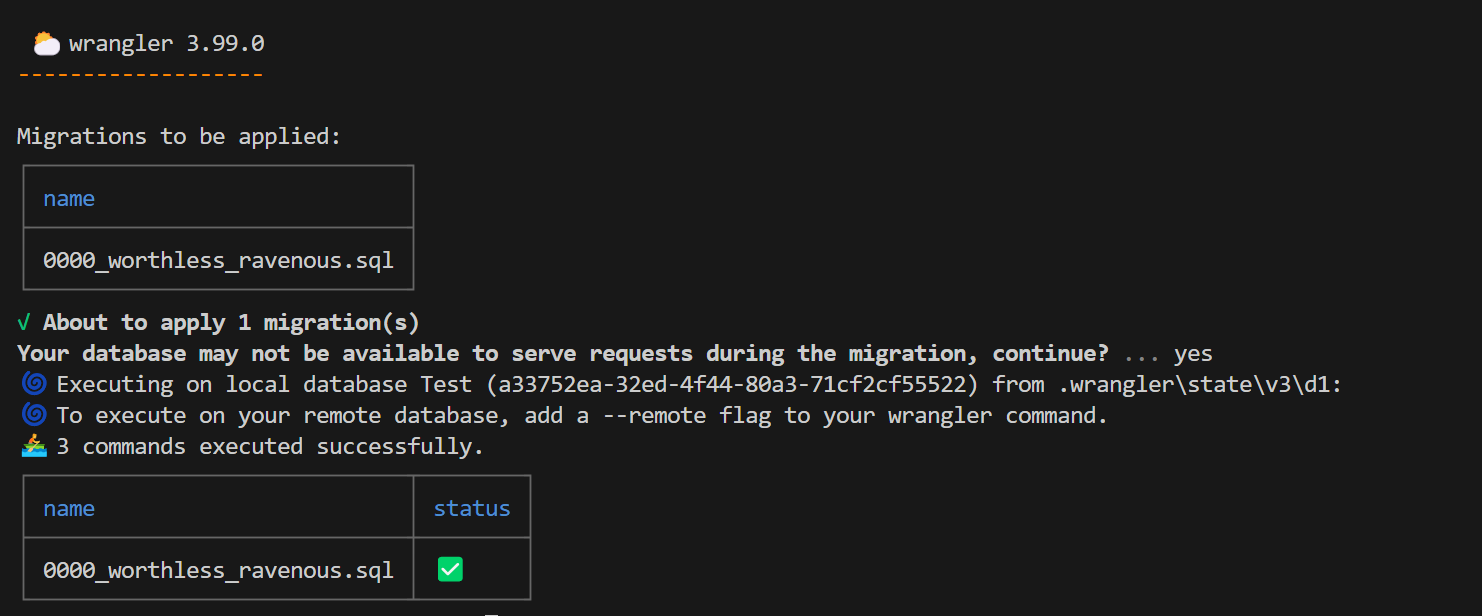 wrangler 3.99.0
-------------------
Migrations to be applied:
name
0000_worthless_ravenous.sql
√ About to apply 1 migration(s)
Your database may not be available to serve requests during the migration, continue? ... yes
🌀 Executing on local database Test (a33752ea-32ed-4f44-80a3-71cf2cf55522) from .wrangler\state\v3\d1:
🌀 To execute on your remote database, add a --remote flag to your wrangler command.
🚣 3 commands executed successfully.
name status
0000_worthless_ravenous.sql ✅